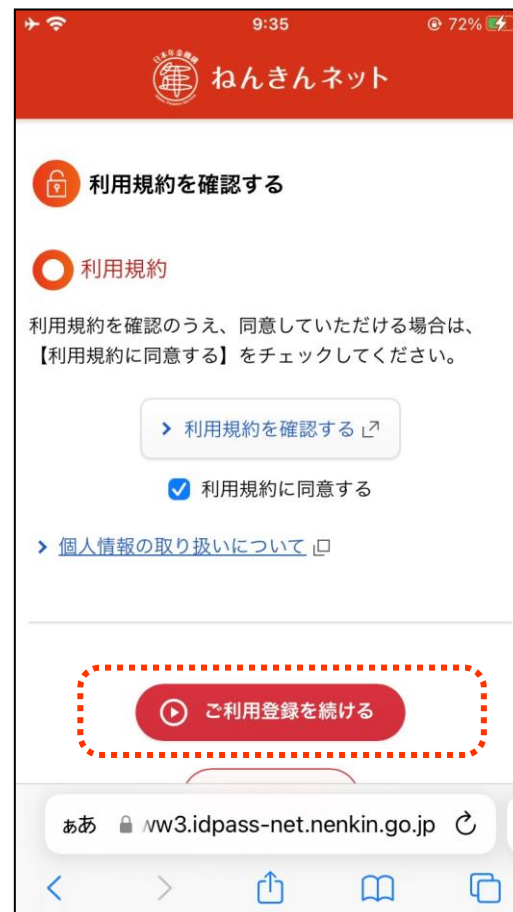 9:35
72%
ねんきんネット
利用規約を確認する
利用規約
利用規約を確認のうえ、同意していただける場合は、
【利用規約に同意する】をチェックしてください。
利用規約を確認する
利用規約に同意する
個人情報の取り扱いについて
ご利用登録を続ける
ぁあ
ww3.idpass-net.nenkin.go.jp